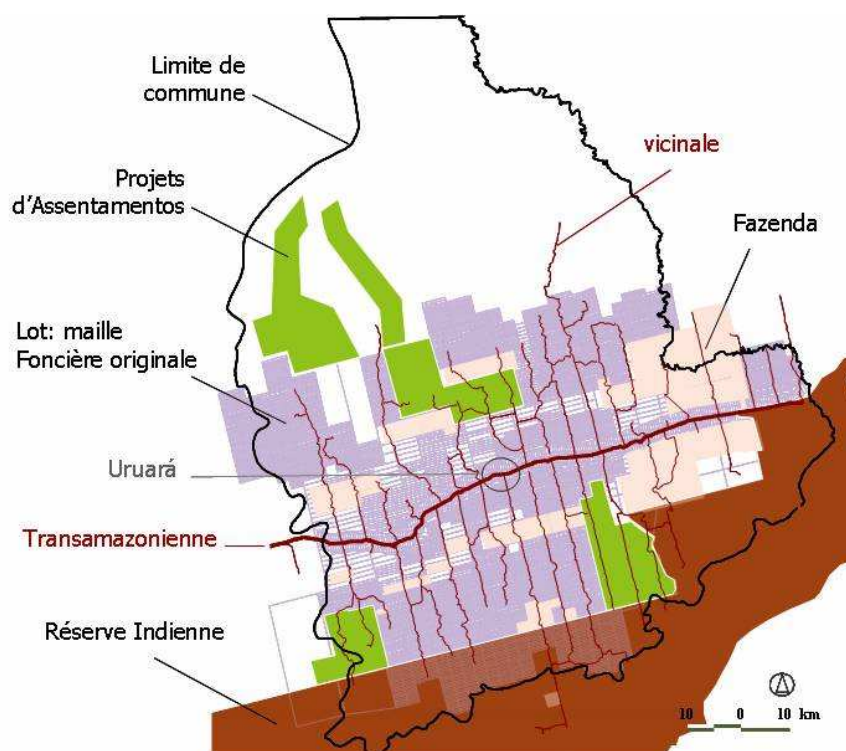 Limite de
commune
vicinale
Projets
d'Assentamentos
Fazenda
Lot: maille
Foncière originale
Uruará
Transamazonienne
Réserve Indienne
10 0 10 km